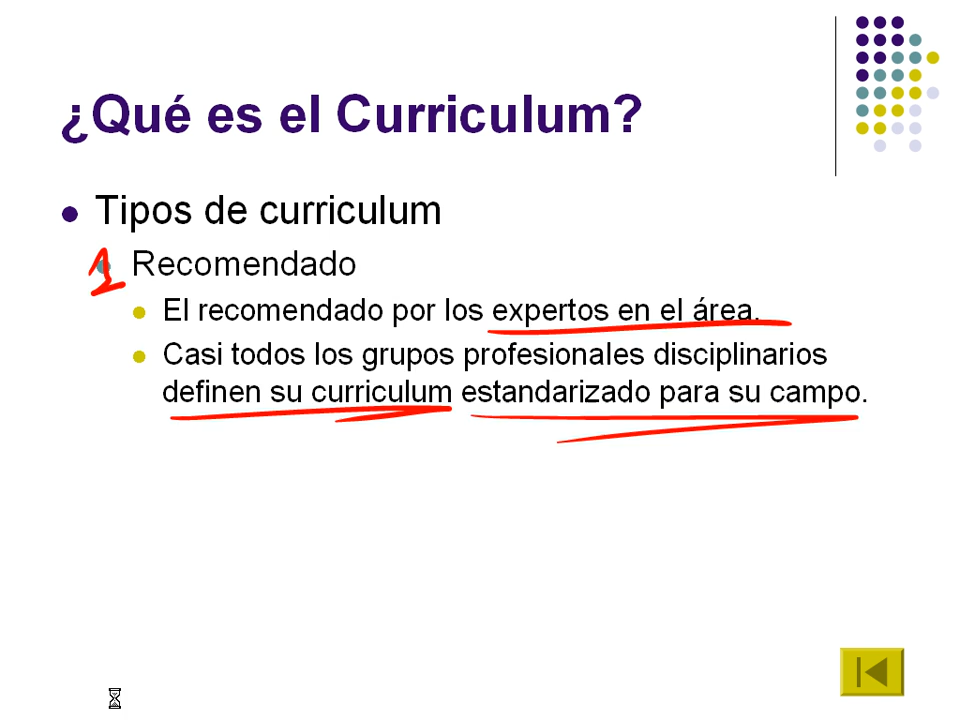 ¿Qué es el Curriculum?
Tipos de curriculum
1 Recomendado
El recomendado por los expertos en el área.
Casi todos los grupos profesionales disciplinarios
definen su curriculum estandarizado para su campo.